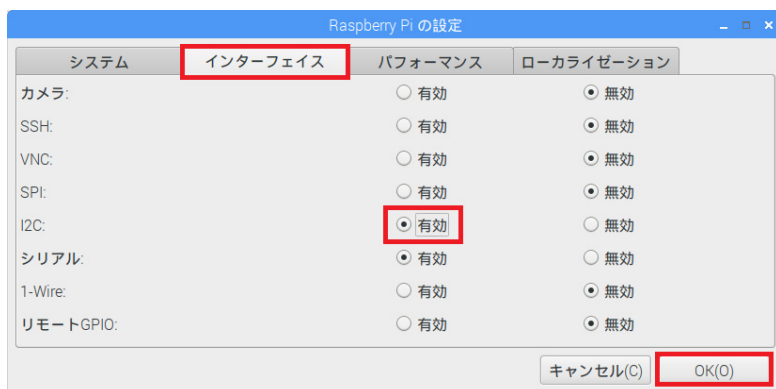 Raspberry Pi の設定
システム インターフェイス パフォーマンス ローカライゼーション
カメラ: 有効 無効
SSH: 有効 無効
VNC: 有効 無効
SPI: 有効 無効
I2C: 有効 無効
シリアル: 有効 無効
1-Wire: 有効 無効
リモートGPIO: 有効 無効
キャンセル(C) OK(O)